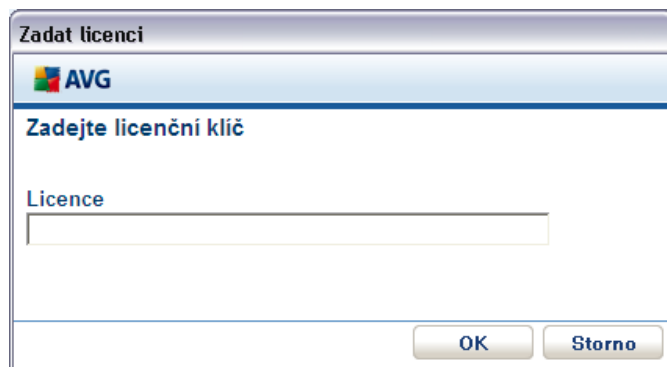 Zadat licenci
AVG
Zadejte licenční klíč
Licence
OK Storno